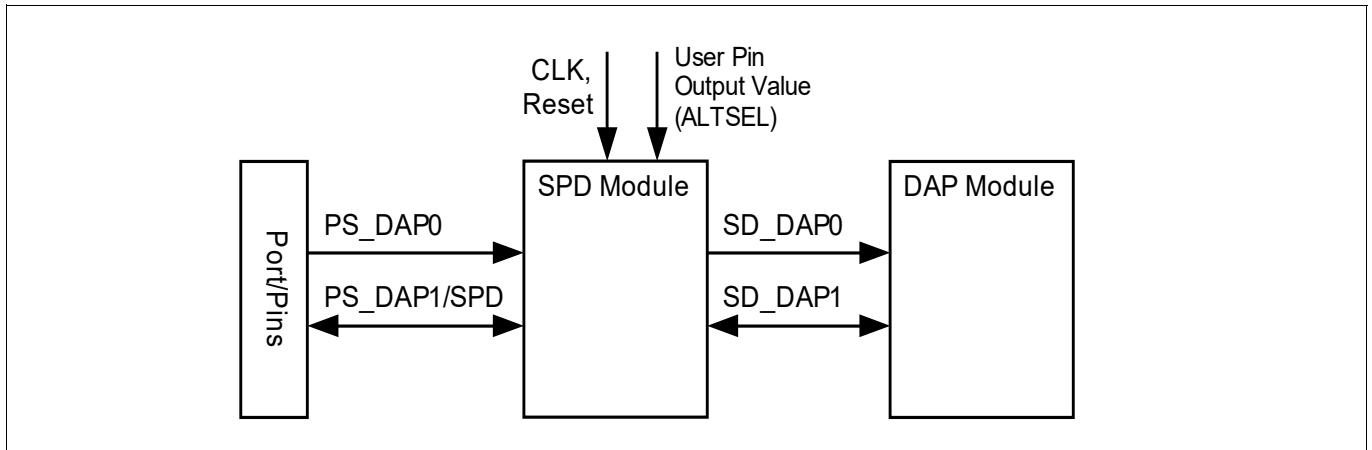 CLK,
Reset
User Pin
Output Value
(ALTSEL)
Port/Pins
PS_DAP0
PS_DAP1/SPD
SPD Module
SD_DAP0
SD_DAP1
DAP Module